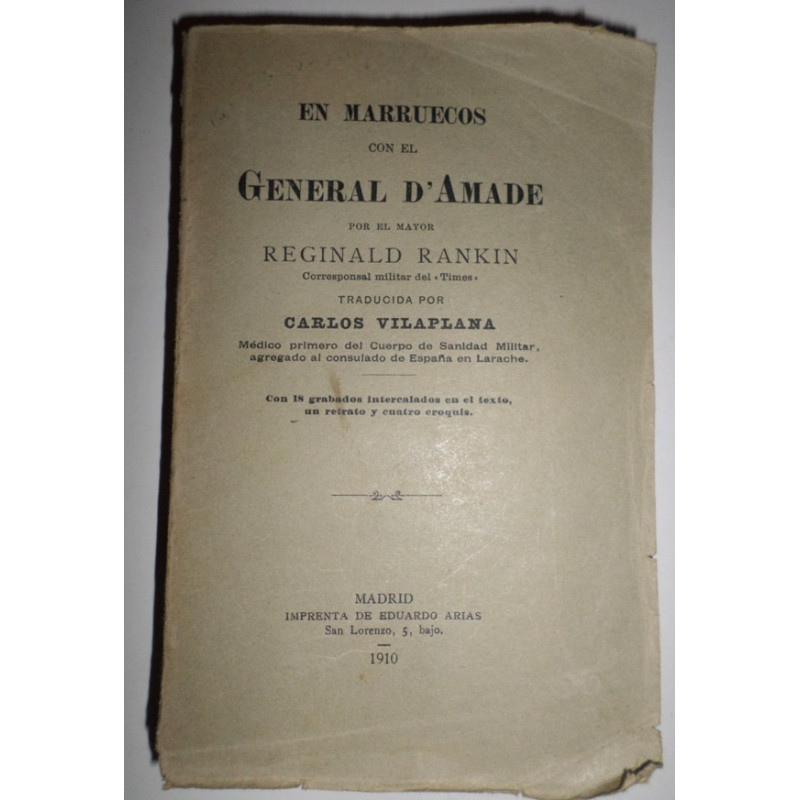 EN MARRUECOS
CON EL
GENERAL D'AMADE
POR EL MAYOR
REGINALD RANKIN
Corresponsal militar del «Times»
TRADUCIDA POR
CARLOS VILAPLANA
Médico primero del Cuerpo de Sanidad Militar,
agregado al consulado de España en Larache.
Con 18 grabados intercalados en el texto,
un retrato y cuatro croquis.
MADRID
IMPRENTA DE EDUARDO ARIAS
San Lorenzo, 5, bajo.
1910